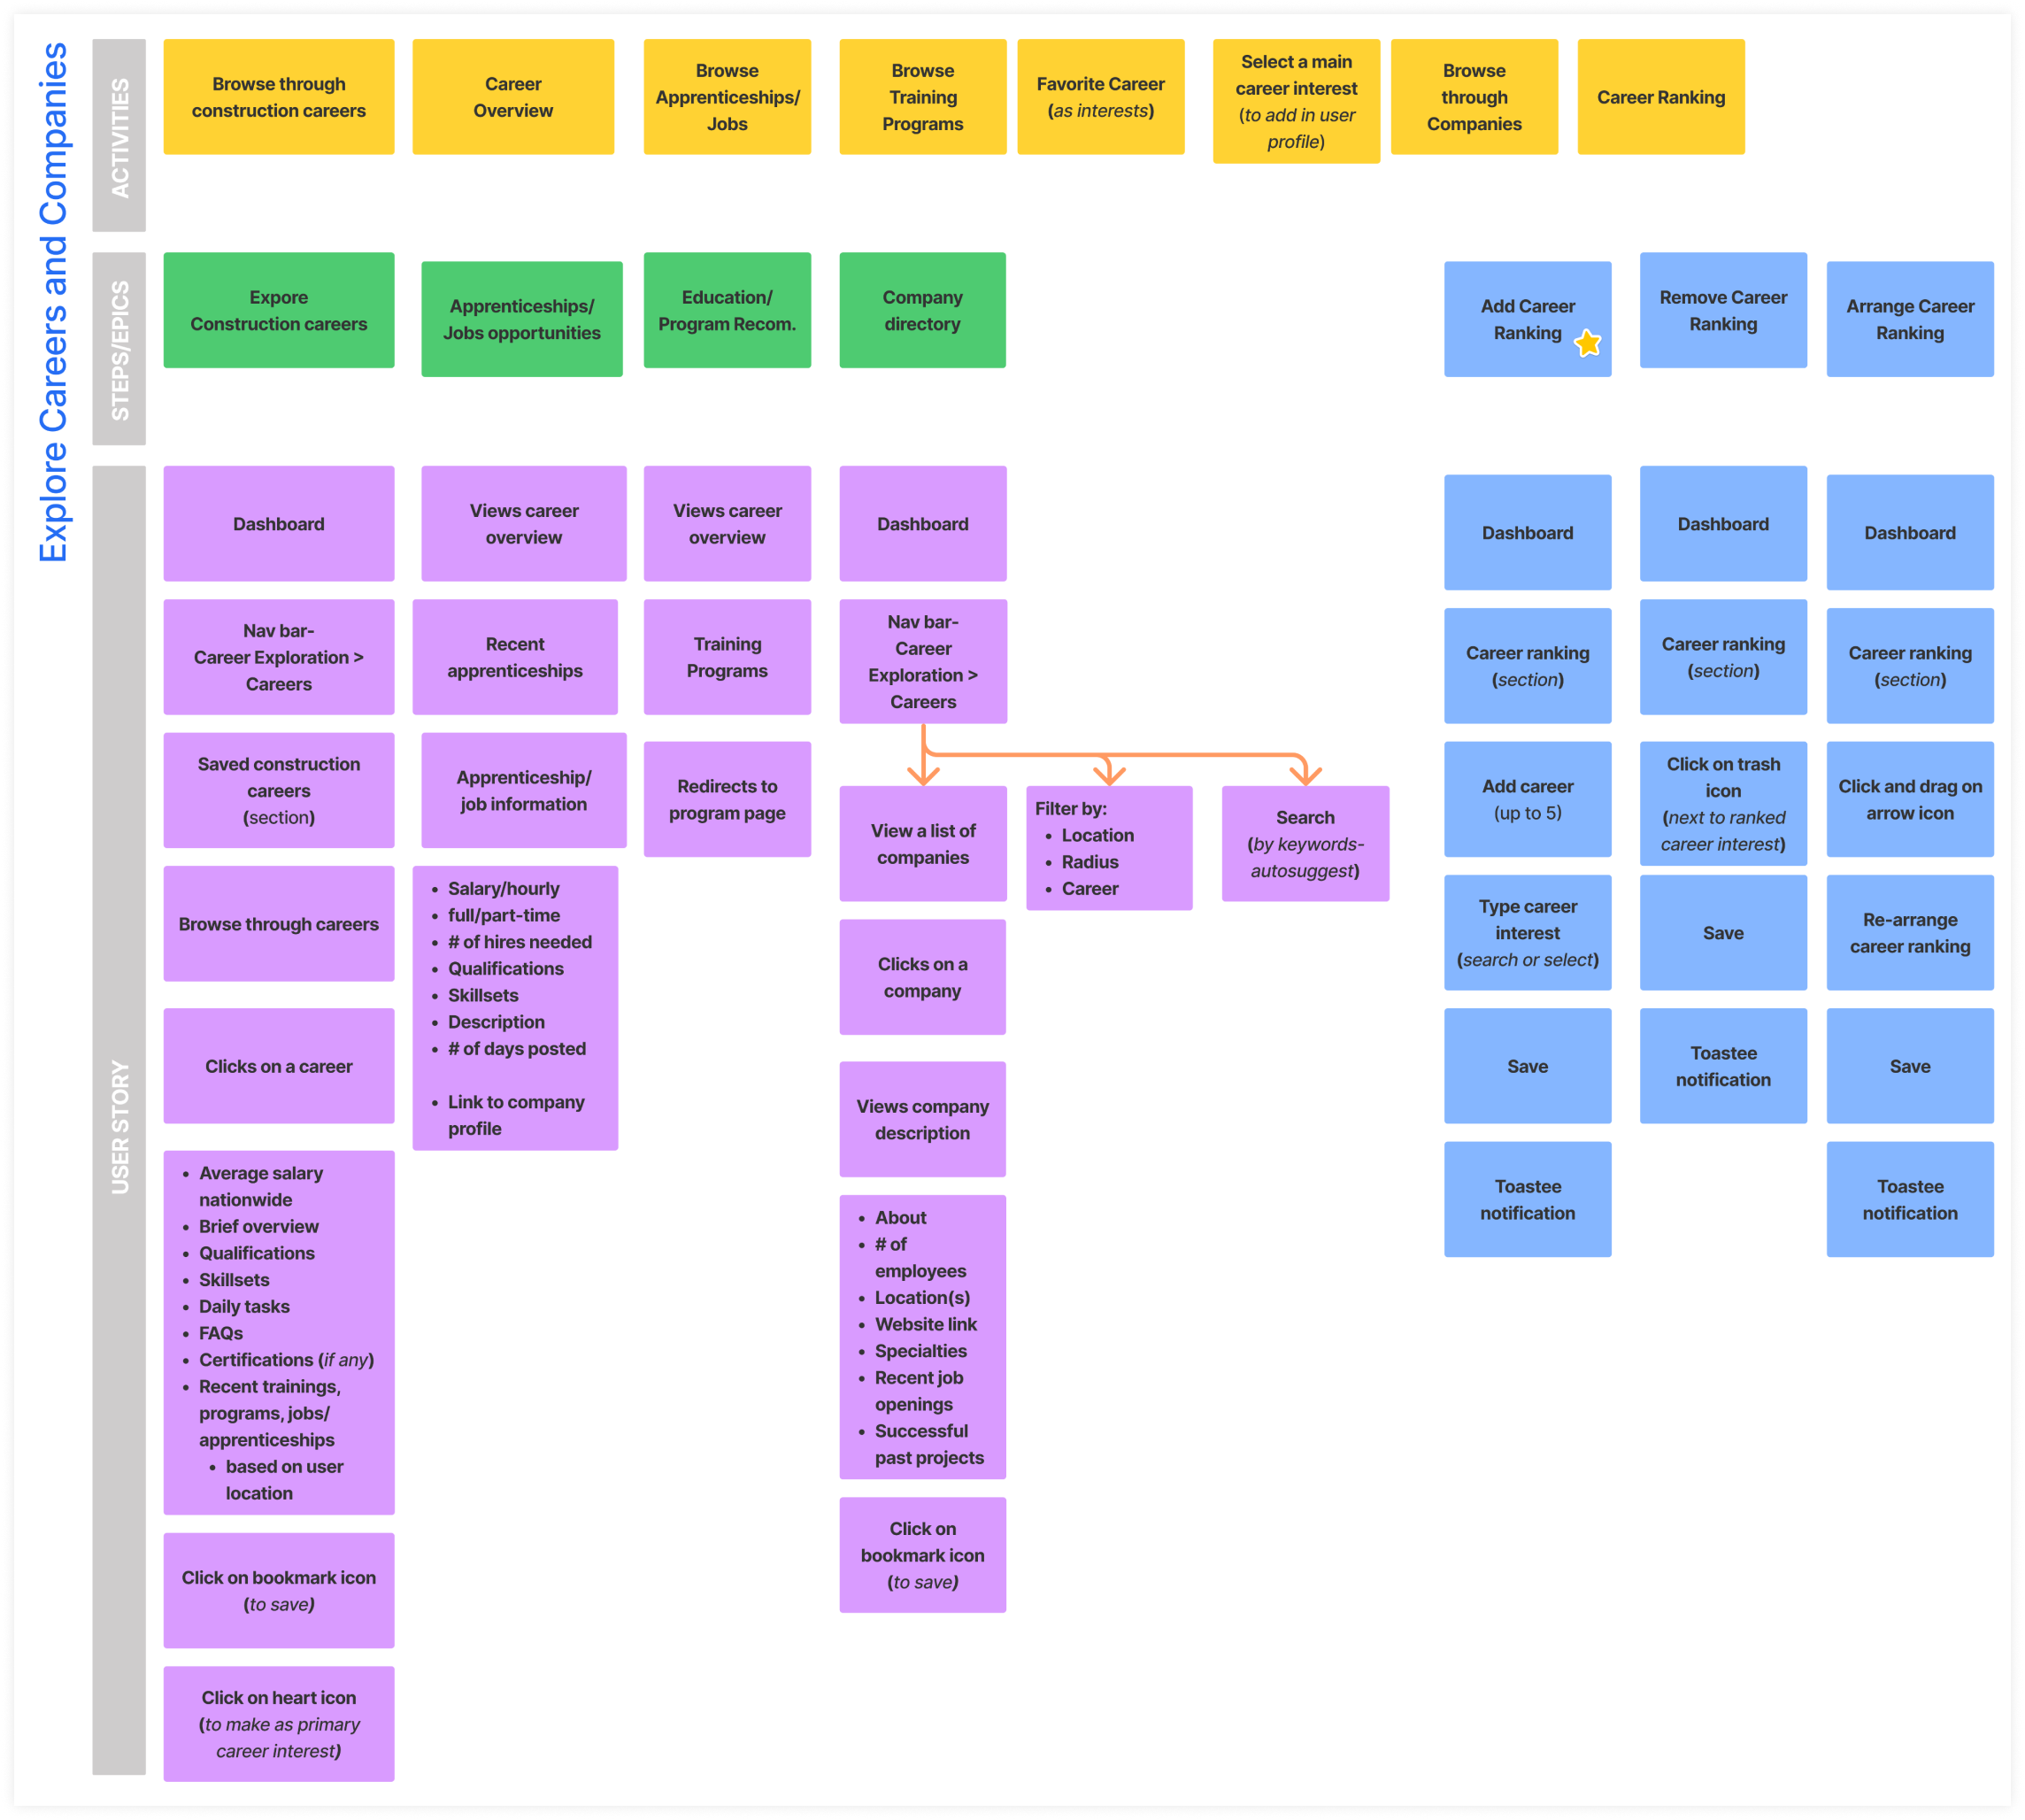 Explore Careers and Companies
ACTIVITIES
Browse through
construction careers
Career
Overview
Browse
Apprenticeships/
Jobs
Browse
Training
Programs
Favorite Career
(as interests)
Select a main
career interest
(to add in user
profile)
Browse
through
Companies
Career Ranking
STEPS/EPICS
Expore
Construction careers
Apprenticeships/
Jobs opportunities
Education/
Program Recom.
Company
directory
Add Career
Ranking
Remove Career
Ranking
Arrange Career
Ranking
USER STORY
Dashboard
Nav bar-
Career Exploration >
Careers
Saved construction
careers
(section)
Browse through careers
Clicks on a career
• Average salary
nationwide
• Brief overview
• Qualifications
• Skillsets
• Daily tasks
• FAQs
• Certifications (if any)
• Recent trainings,
programs, jobs/
apprenticeships
• based on user
location
Click on bookmark icon
(to save)
Click on heart icon
(to make as primary
career interest)
Views career
overview
Recent
apprenticeships
Apprenticeship/
job information
• Salary/hourly
• full/part-time
• # of hires needed
• Qualifications
• Skillsets
• Description
• # of days posted
• Link to company
profile
Views career
overview
Training
Programs
Redirects to
program page
Dashboard
Nav bar-
Career
Exploration >
Careers
View a list of
companies
Clicks on a
company
Views company
description
• About
• # of
employees
• Location(s)
• Website link
• Specialties
• Recent job
openings
• Successful
past projects
Click on
bookmark icon
(to save)
Filter by:
• Location
• Radius
• Career
Search
(by keywords-
autosuggest)
Dashboard
Career ranking
(section)
Add career
(up to 5)
Type career
interest
(search or select)
Save
Toastee
notification
Dashboard
Career ranking
(section)
Click on trash
icon
(next to ranked
career interest)
Save
Toastee
notification
Dashboard
Career ranking
(section)
Click and drag on
arrow icon
Re-arrange
career ranking
Save
Toastee
notification